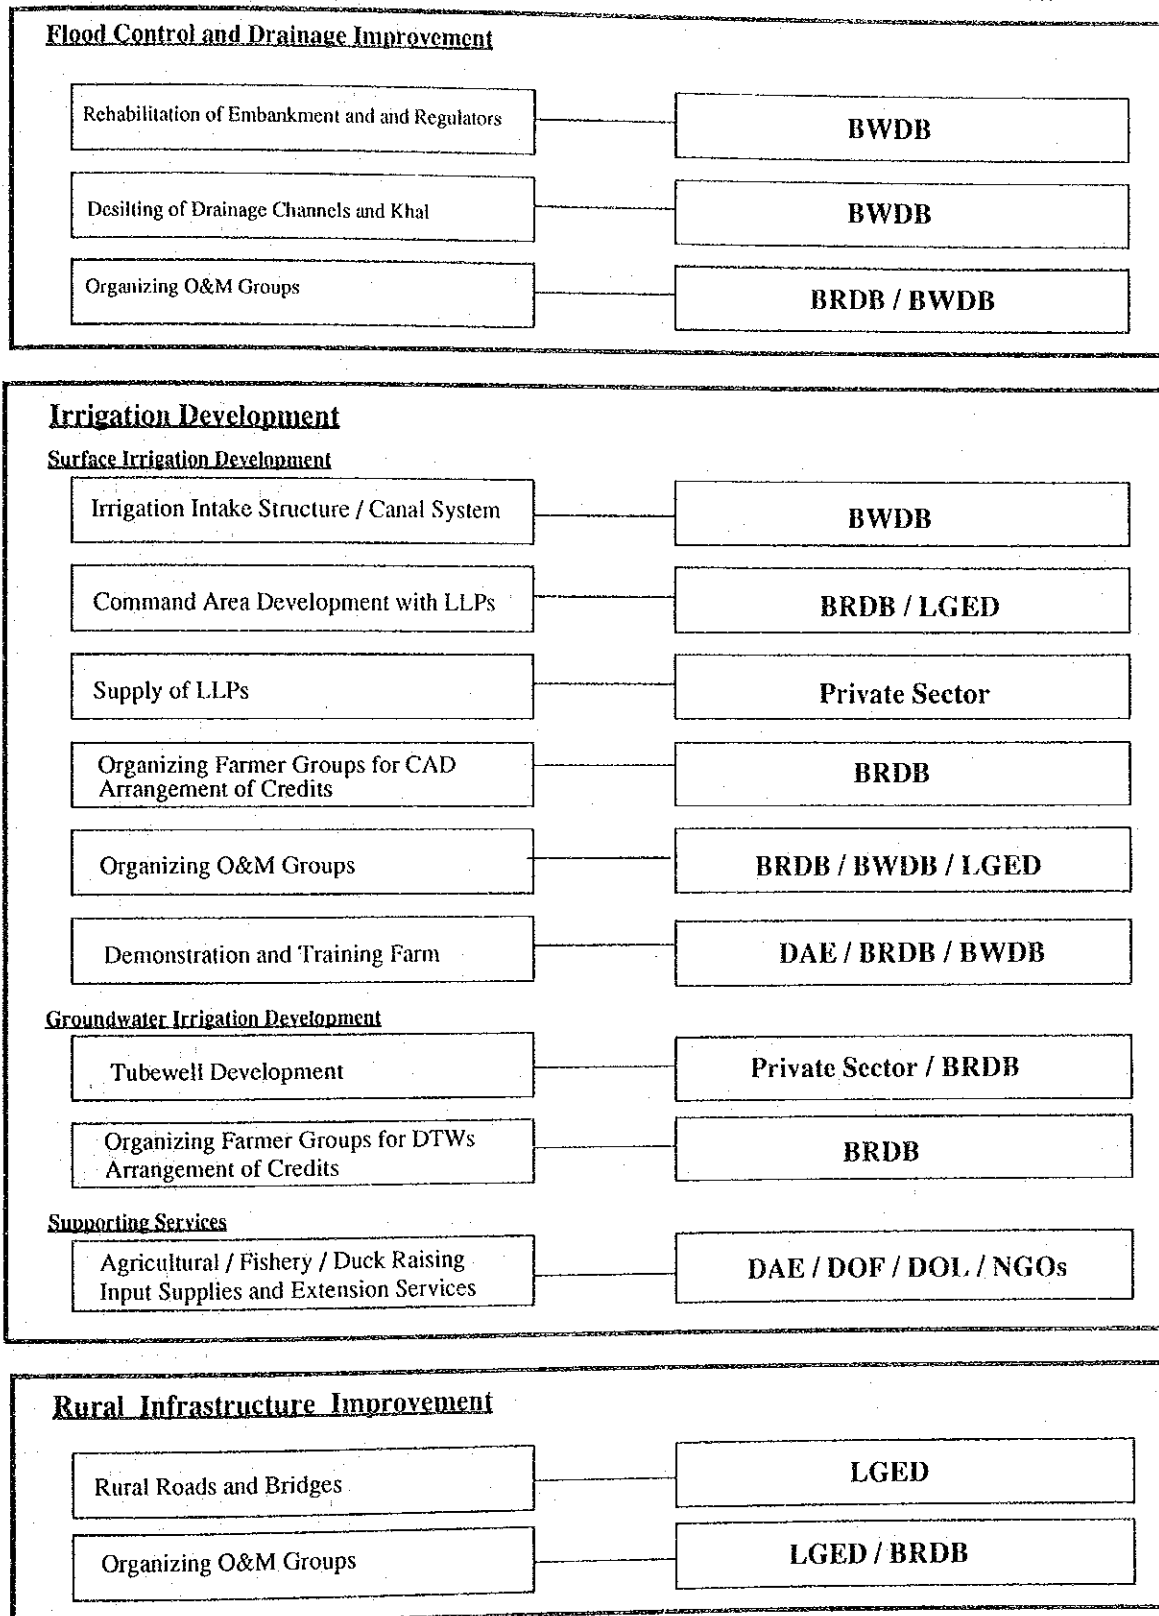 Flood Control and Drainage Improvement
Rehabilitation of Embankment and and Regulators
BWDB
Desilting of Drainage Channels and Khal
BWDB
Organizing O&M Groups
BRDB / BWDB
Irrigation Development
Surface Irrigation Development
Irrigation Intake Structure / Canal System
BWDB
Command Area Development with LLPs
BRDB / LGED
Supply of LLPs
Private Sector
Organizing Farmer Groups for CAD
Arrangement of Credits
BRDB
Organizing O&M Groups
BRDB / BWDB / LGED
Demonstration and Training Farm
DAE / BRDB / BWDB
Groundwater Irrigation Development
Tubewell Development
Private Sector / BRDB
Organizing Farmer Groups for DTWs
Arrangement of Credits
BRDB
Supporting Services
Agricultural / Fishery / Duck Raising
Input Supplies and Extension Services
DAE / DOF / DOL / NGOs
Rural Infrastructure Improvement
Rural Roads and Bridges
LGED
Organizing O&M Groups
LGED / BRDB